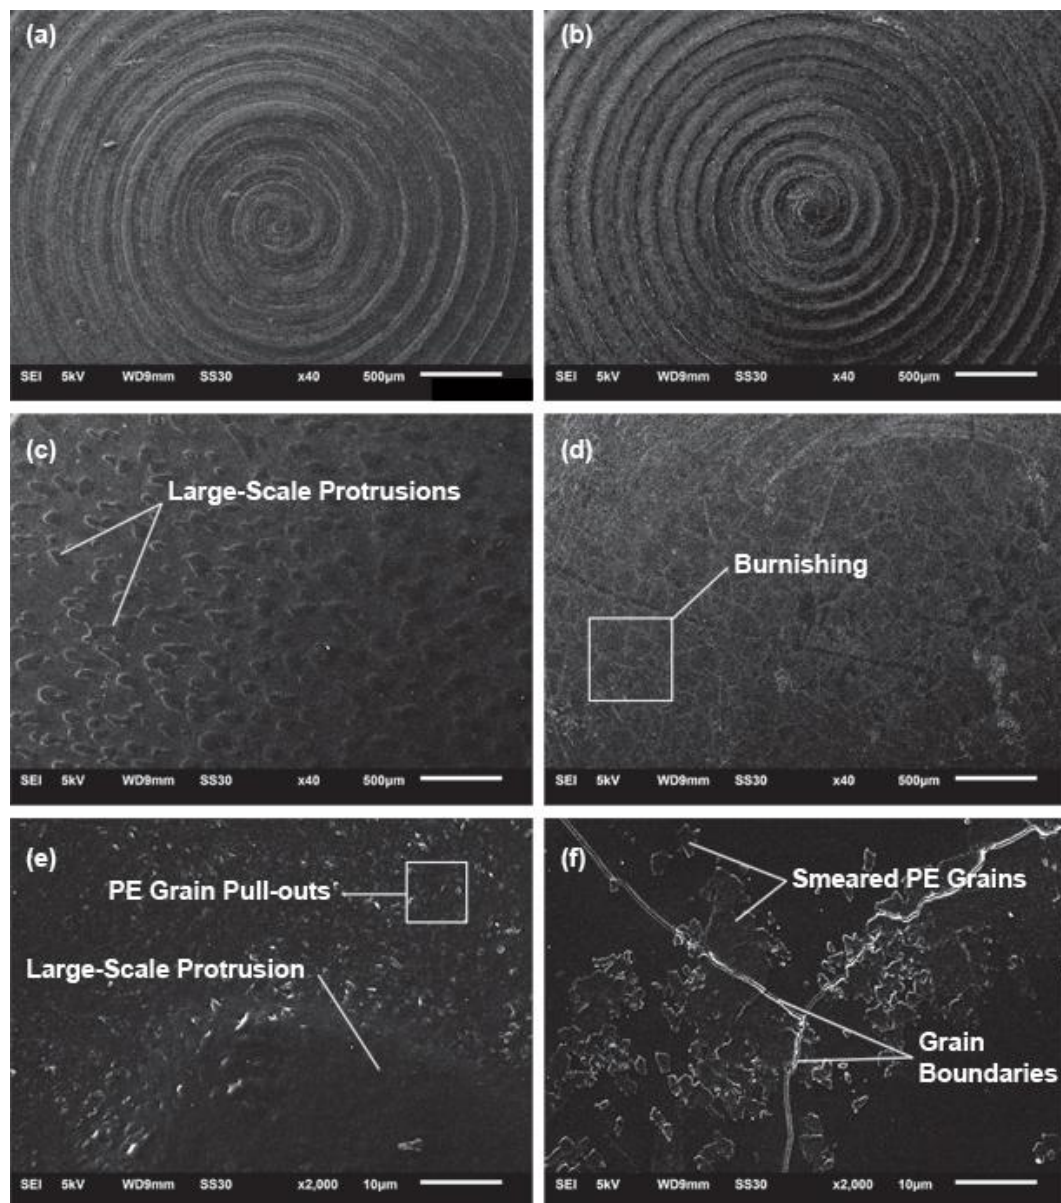 (a)
SEI 5kV WD9mm SS30 x40 500µm
(b)
SEI 5kV WD9mm SS30 x40 500µm
(c)
Large-Scale Protrusions
SEI 5kV WD9mm SS30 x40 500µm
(d)
Burnishing
SEI 5kV WD9mm SS30 x40 500µm
(e)
PE Grain Pull-outs
Large-Scale Protrusion
SEI 5kV WD9mm SS30 x2,000 10µm
(f)
Smeared PE Grains
Grain
Boundaries
SEI 5kV WD9mm SS30 x2,000 10µm